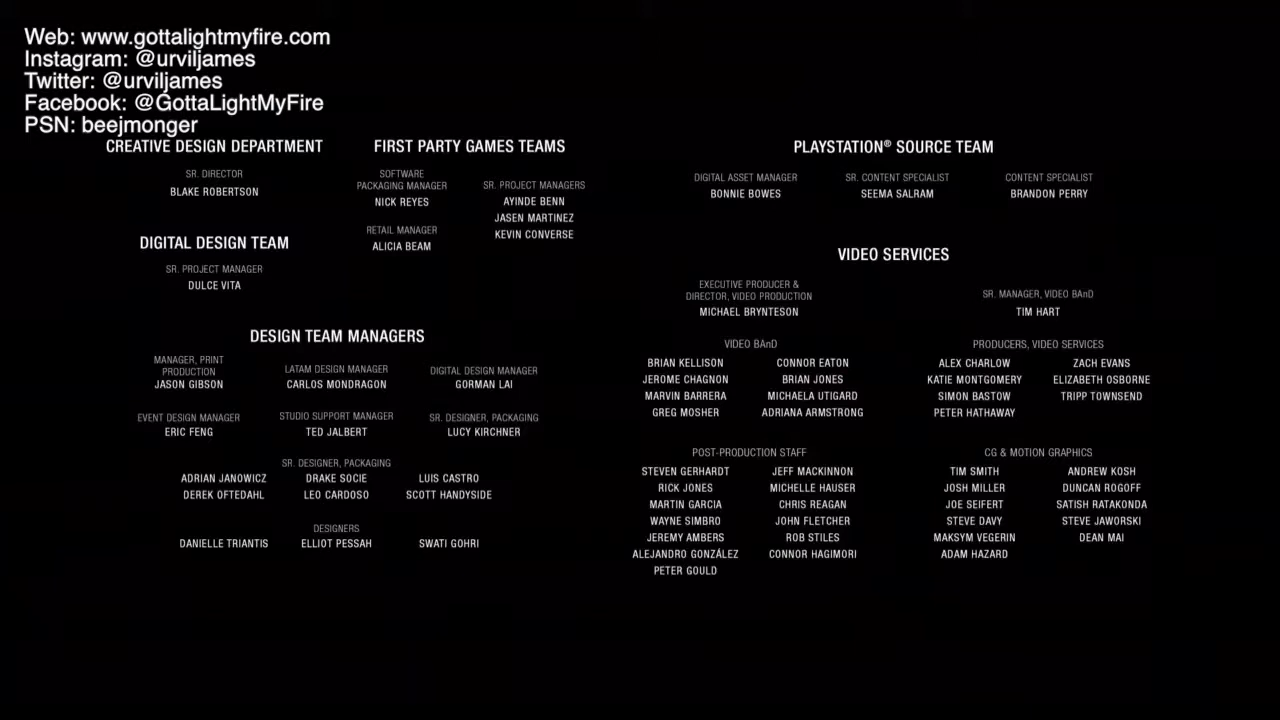 Web: www.gottalightmyfire.com
Instagram: @urviljames
Twitter: @urviljames
Facebook: @GottaLightMyFire
PSN: beejmonger
CREATIVE DESIGN DEPARTMENT
SR. DIRECTOR
BLAKE ROBERTSON
DIGITAL DESIGN TEAM
SR. PROJECT MANAGER
DULCE VITA
FIRST PARTY GAMES TEAMS
SOFTWARE
PACKAGING MANAGER
NICK REYES
RETAIL MANAGER
ALICIA BEAM
SR. PROJECT MANAGERS
AYINDE BENN
JASEN MARTINEZ
KEVIN CONVERSE
DESIGN TEAM MANAGERS
MANAGER, PRINT
PRODUCTION
JASON GIBSON
LATAM DESIGN MANAGER
CARLOS MONDRAGON
DIGITAL DESIGN MANAGER
GORMAN LAI
EVENT DESIGN MANAGER
ERIC FENG
STUDIO SUPPORT MANAGER
TED JALBERT
SR. DESIGNER, PACKAGING
LUCY KIRCHNER
SR. DESIGNER, PACKAGING
ADRIAN JANOWICZ DRAKE SOCIE LUIS CASTRO
DEREK OFTEDAHL LEO CARDOSO SCOTT HANDYSIDE
DESIGNERS
DANIELLE TRIANTIS ELLIOT PESSAH SWATI GOHRI
PLAYSTATION® SOURCE TEAM
DIGITAL ASSET MANAGER
BONNIE BOWES
SR. CONTENT SPECIALIST
SEEMA SALRAM
CONTENT SPECIALIST
BRANDON PERRY
VIDEO SERVICES
EXECUTIVE PRODUCER &
DIRECTOR, VIDEO PRODUCTION
MICHAEL BRYNTESON
SR. MANAGER, VIDEO BAnD
TIM HART
VIDEO BAnD
BRIAN KELLISON CONNOR EATON
JEROME CHAGNON BRIAN JONES
MARVIN BARRERA MICHAELA UTIGARD
GREG MOSHER ADRIANA ARMSTRONG
PRODUCERS, VIDEO SERVICES
ALEX CHARLOW ZACH EVANS
KATIE MONTGOMERY ELIZABETH OSBORNE
SIMON BASTOW TRIPP TOWNSEND
PETER HATHAWAY
POST-PRODUCTION STAFF
STEVEN GERHARDT JEFF MACKINNON
RICK JONES MICHELLE HAUSER
MARTIN GARCIA CHRIS REAGAN
WAYNE SIMBRO JOHN FLETCHER
JEREMY AMBERS ROB STILES
ALEJANDRO GONZÁLEZ CONNOR HAGIMORI
PETER GOULD
CG & MOTION GRAPHICS
TIM SMITH ANDREW KOSH
JOSH MILLER DUNCAN ROGOFF
JOE SEIFERT SATISH RATAKONDA
STEVE DAVY STEVE JAWORSKI
MAKSYM VEGERIN DEAN MAI
ADAM HAZARD